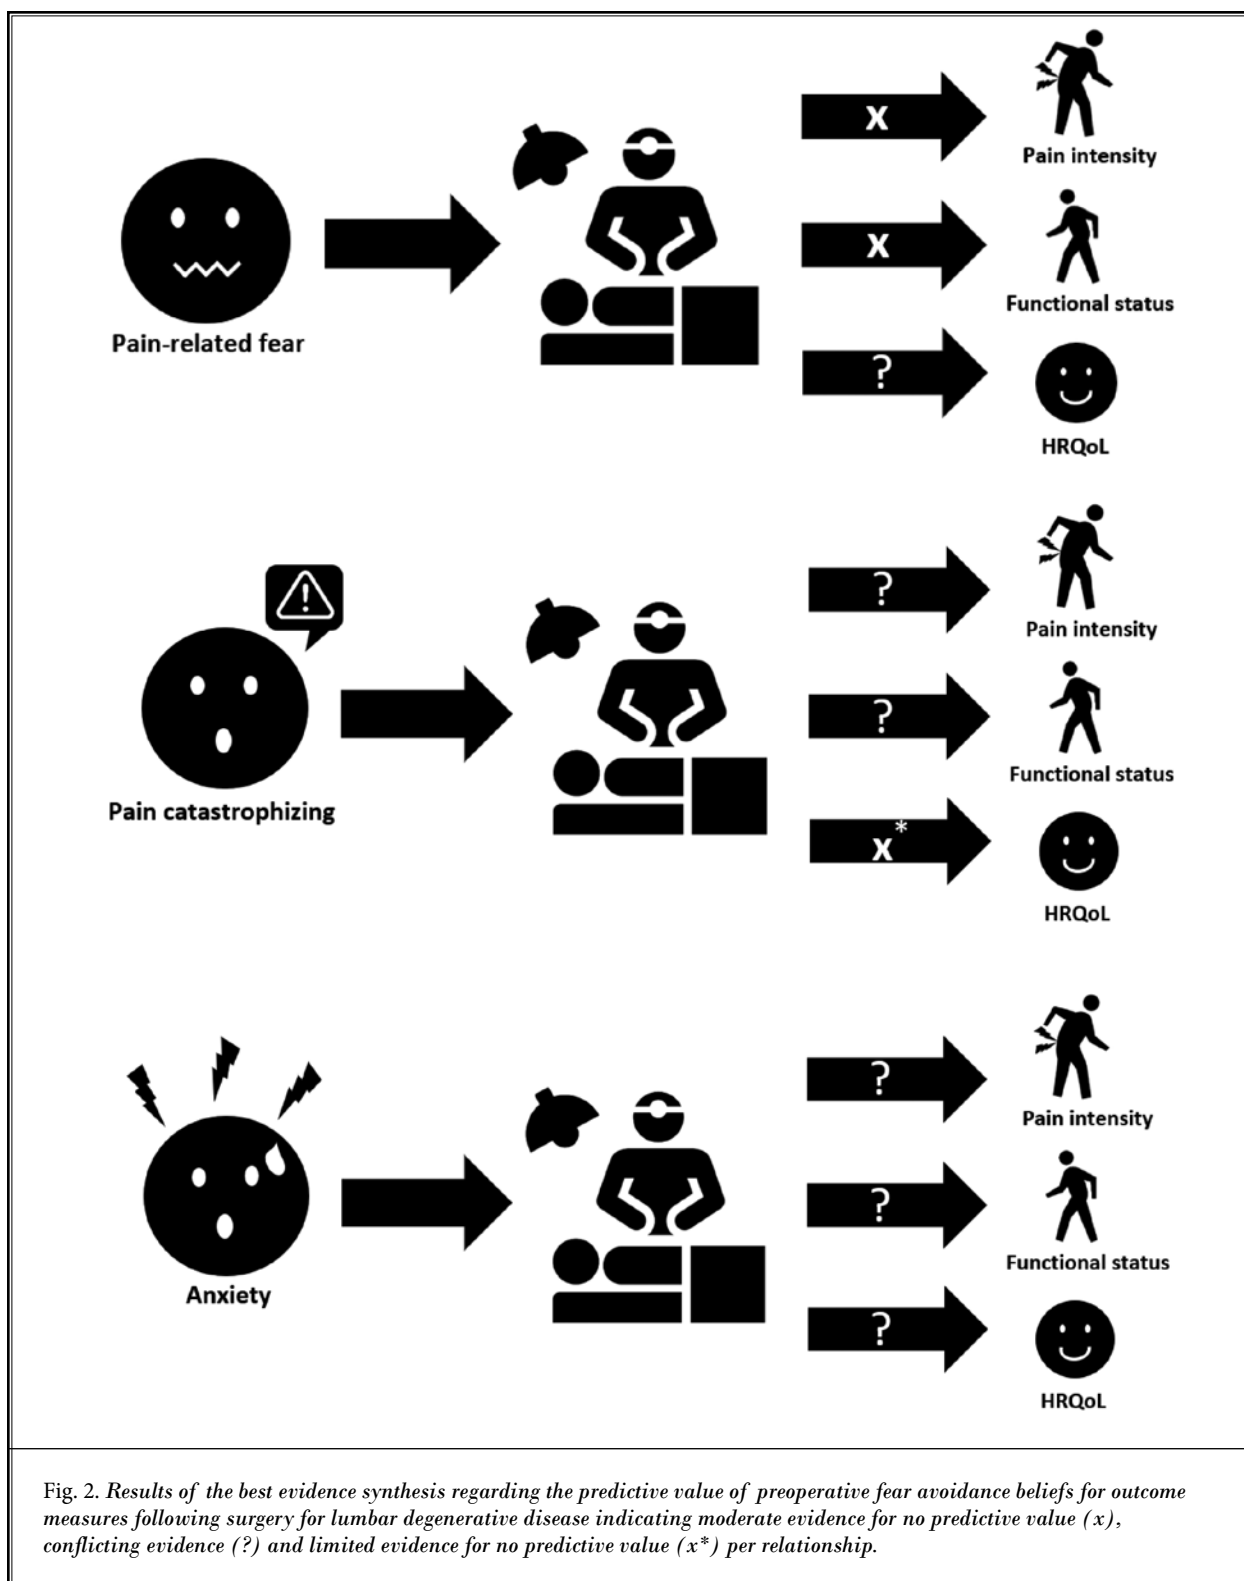 x
Pain intensity
x
Functional status
?
HRQoL
Pain-related fear
!
?
Pain intensity
?
Functional status
x*
HRQoL
Pain catastrophizing
?
Pain intensity
?
Functional status
?
HRQoL
Anxiety
Fig. 2. Results of the best evidence synthesis regarding the predictive value of preoperative fear avoidance beliefs for outcome
measures following surgery for lumbar degenerative disease indicating moderate evidence for no predictive value (x),
conflicting evidence (?) and limited evidence for no predictive value (x*) per relationship.